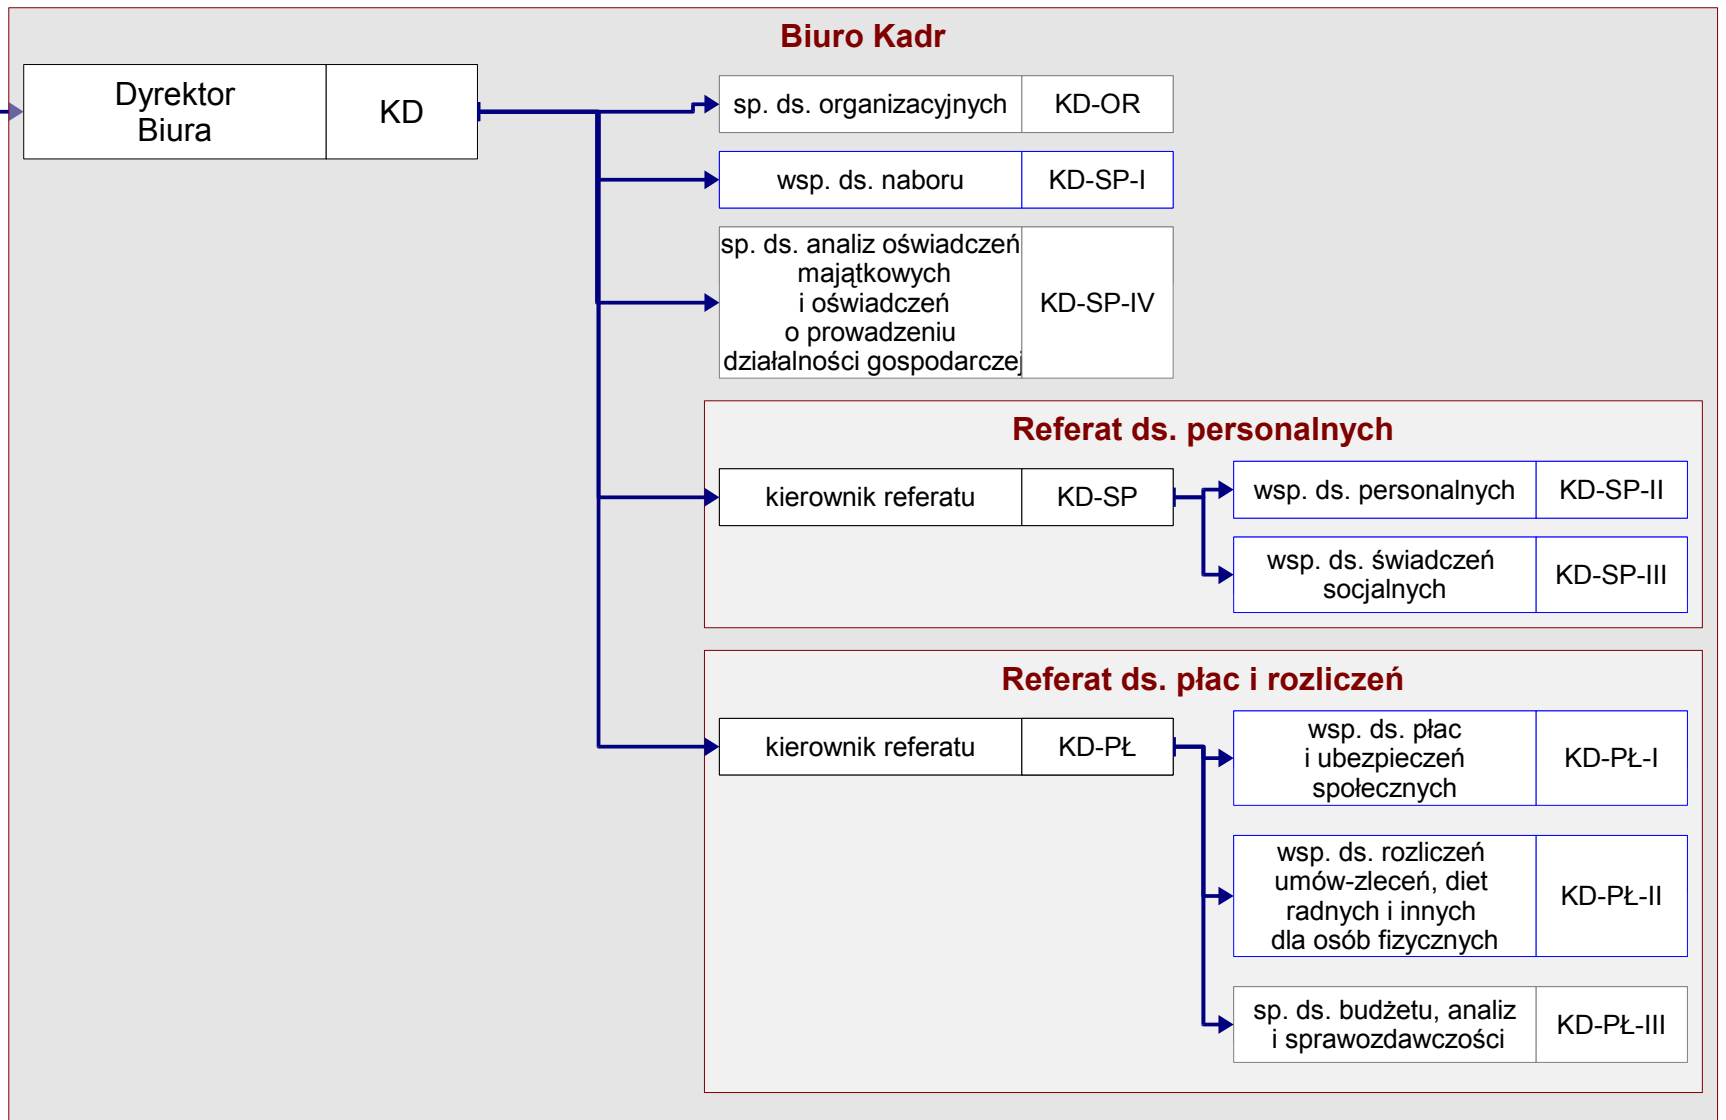 Biuro Kadr
Dyrektor
Biura
KD
sp. ds. organizacyjnych
KD-OR
wsp. ds. naboru
KD-SP-I
sp. ds. analiz oświadczeń
majątkowych
i oświadczeń
o prowadzeniu
działalności gospodarczej
KD-SP-IV
Referat ds. personalnych
kierownik referatu
KD-SP
wsp. ds. personalnych
KD-SP-II
wsp. ds. świadczeń
socjalnych
KD-SP-III
Referat ds. płac i rozliczeń
kierownik referatu
KD-PŁ
wsp. ds. płac
i ubezpieczeń
społecznych
KD-PŁ-I
wsp. ds. rozliczeń
umów-zleceń, diet
radnych i innych
dla osób fizycznych
KD-PŁ-II
sp. ds. budżetu, analiz
i sprawozdawczości
KD-PŁ-III